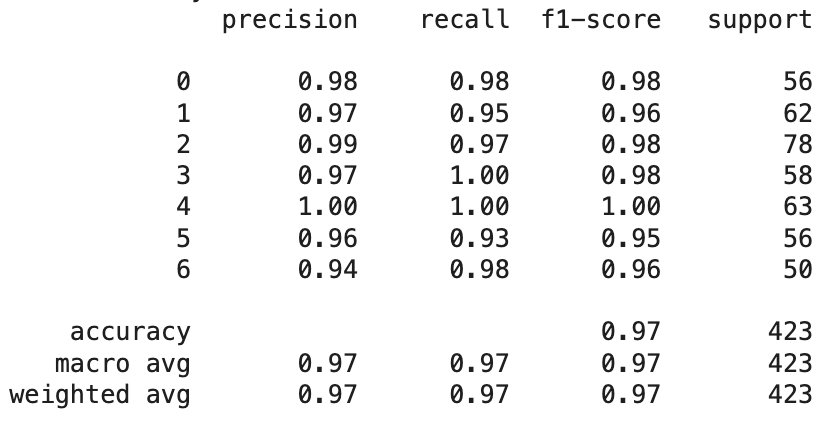 precision recall f1-score support
0 0.98 0.98 0.98 56
1 0.97 0.95 0.96 62
2 0.99 0.97 0.98 78
3 0.97 1.00 0.98 58
4 1.00 1.00 1.00 63
5 0.96 0.93 0.95 56
6 0.94 0.98 0.96 50
accuracy 0.97 423
macro avg 0.97 0.97 0.97 423
weighted avg 0.97 0.97 0.97 423